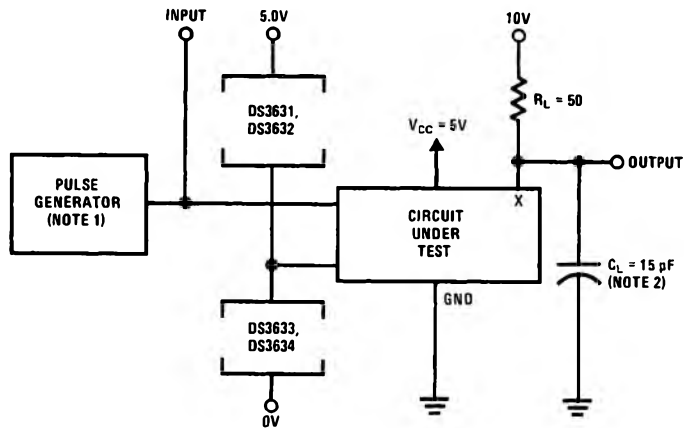 INPUT
5.0V
10V
DS3631,
DS3632
R_L = 50
V_CC = 5V
OUTPUT
PULSE
GENERATOR
(NOTE 1)
X
CIRCUIT
UNDER
TEST
C_L = 15 pF
(NOTE 2)
GND
DS3633,
DS3634
0V